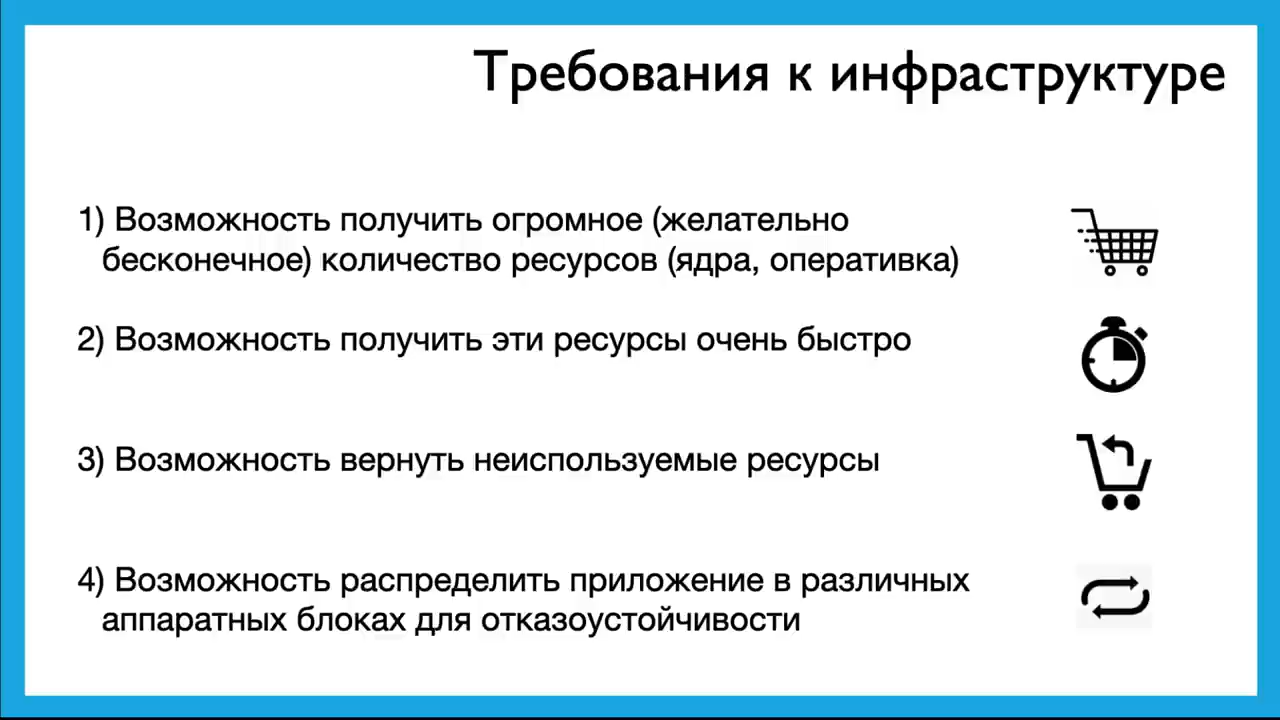 Требования к инфраструктуре
1) Возможность получить огромное (желательно
бесконечное) количество ресурсов (ядра, оперативка)
2) Возможность получить эти ресурсы очень быстро
3) Возможность вернуть неиспользуемые ресурсы
4) Возможность распределить приложение в различных
аппаратных блоках для отказоустойчивости